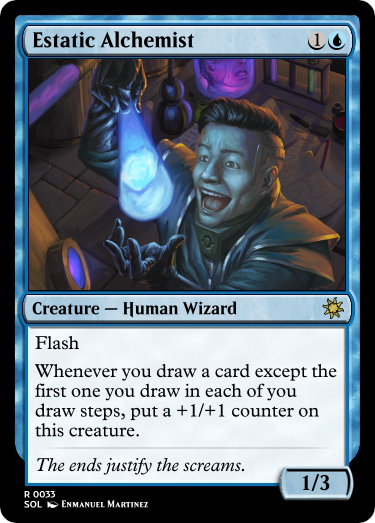 Estatic Alchemist 1
Creature — Human Wizard
Flash
Whenever you draw a card except the
first one you draw in each of you
draw steps, put a +1/+1 counter on
this creature.
The ends justify the screams.
1/3
R 0033
SOL Enmanuel Martinez